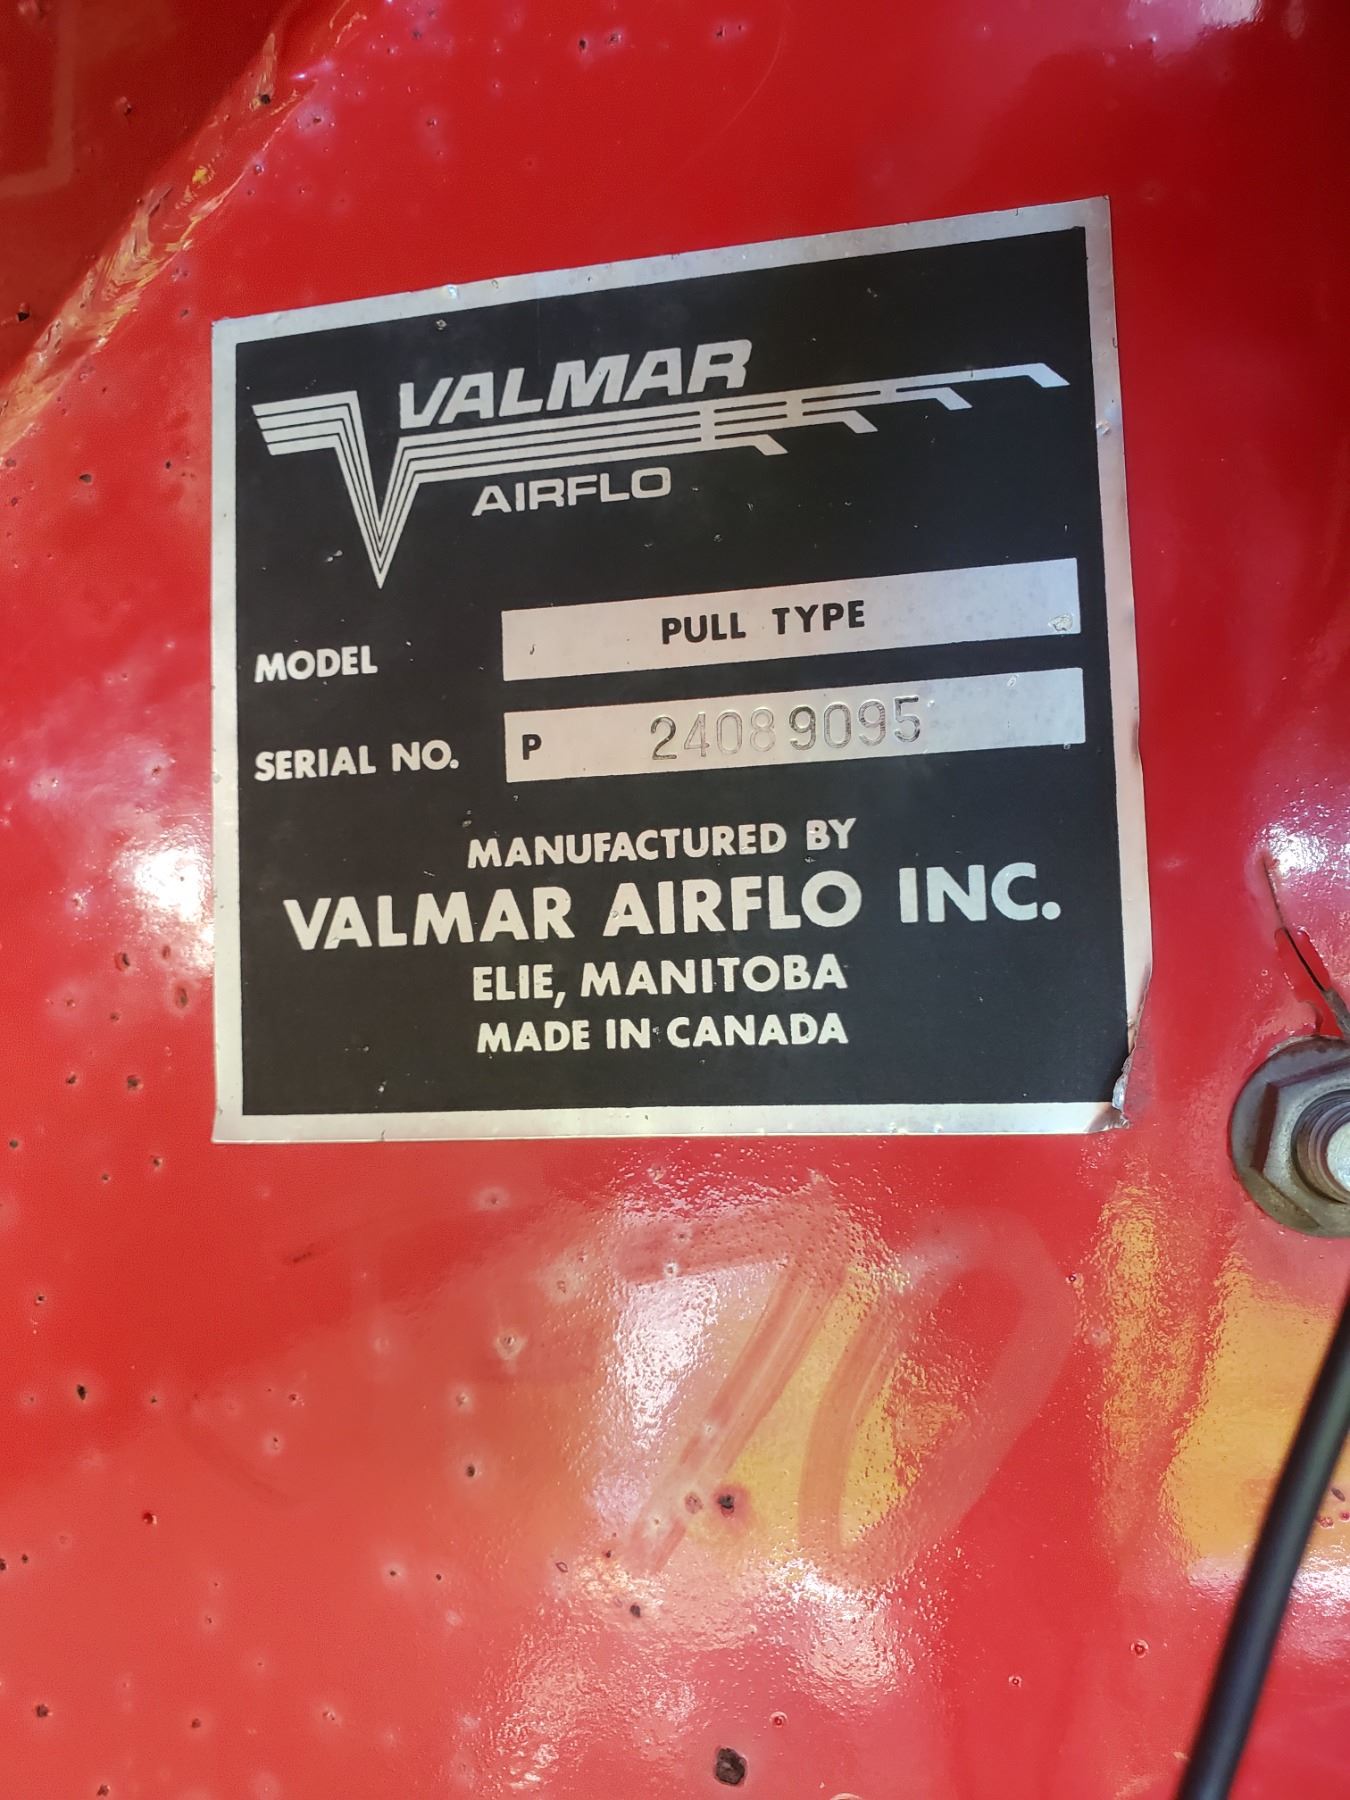 VALMAR
AIRFLO
MODEL PULL TYPE
SERIAL NO. P 24089095
MANUFACTURED BY
VALMAR AIRFLO INC.
ELIE, MANITOBA
MADE IN CANADA